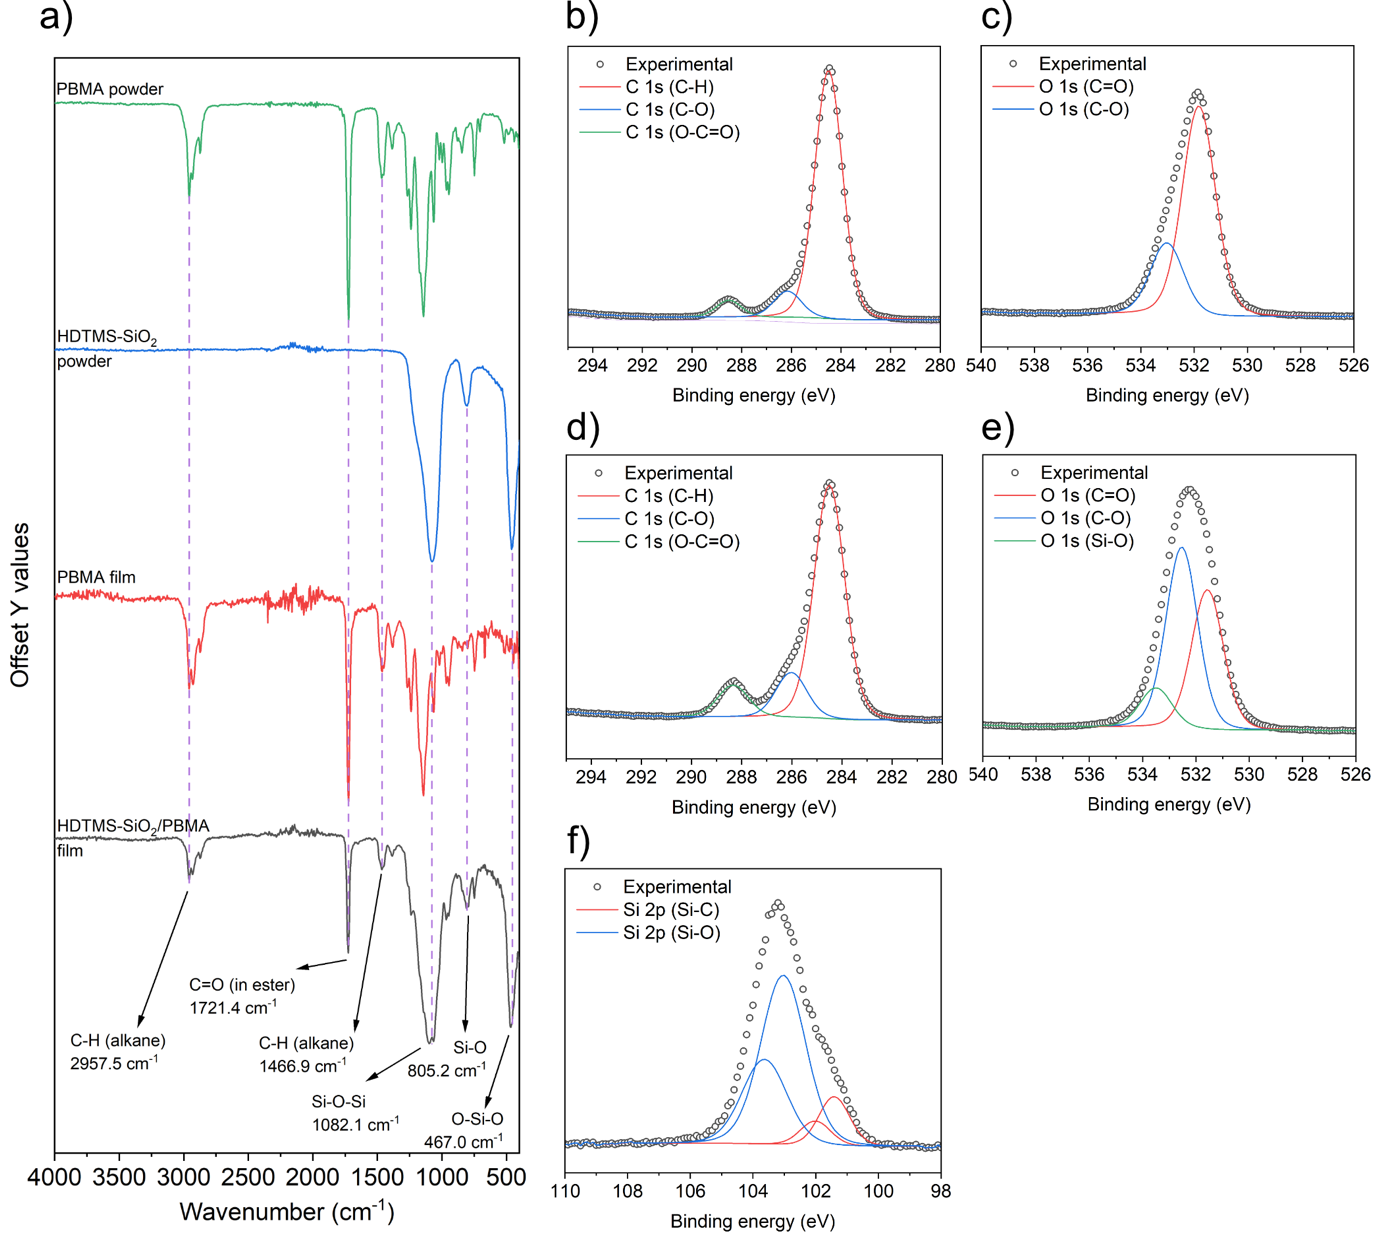 a)
PBMA powder
HDTMS-SiO2
powder
PBMA film
HDTMS-SiO2/PBMA
film
C=O (in ester)
1721.4 cm-1
C-H (alkane)
2957.5 cm-1
C-H (alkane)
1466.9 cm-1
Si-O
805.2 cm-1
Si-O-Si
1082.1 cm-1
O-Si-O
467.0 cm-1
Offset Y values
4000 3500 3000 2500 2000 1500 1000 500
Wavenumber (cm-1)
b)
Experimental
C 1s (C-H)
C 1s (C-O)
C 1s (O-C=O)
294 292 290 288 286 284 282 280
Binding energy (eV)
c)
Experimental
O 1s (C=O)
O 1s (C-O)
540 538 536 534 532 530 528 526
Binding energy (eV)
d)
Experimental
C 1s (C-H)
C 1s (C-O)
C 1s (O-C=O)
294 292 290 288 286 284 282 280
Binding energy (eV)
e)
Experimental
O 1s (C=O)
O 1s (C-O)
O 1s (Si-O)
540 538 536 534 532 530 528 526
Binding energy (eV)
f)
Experimental
Si 2p (Si-C)
Si 2p (Si-O)
110 108 106 104 102 100 98
Binding energy (eV)